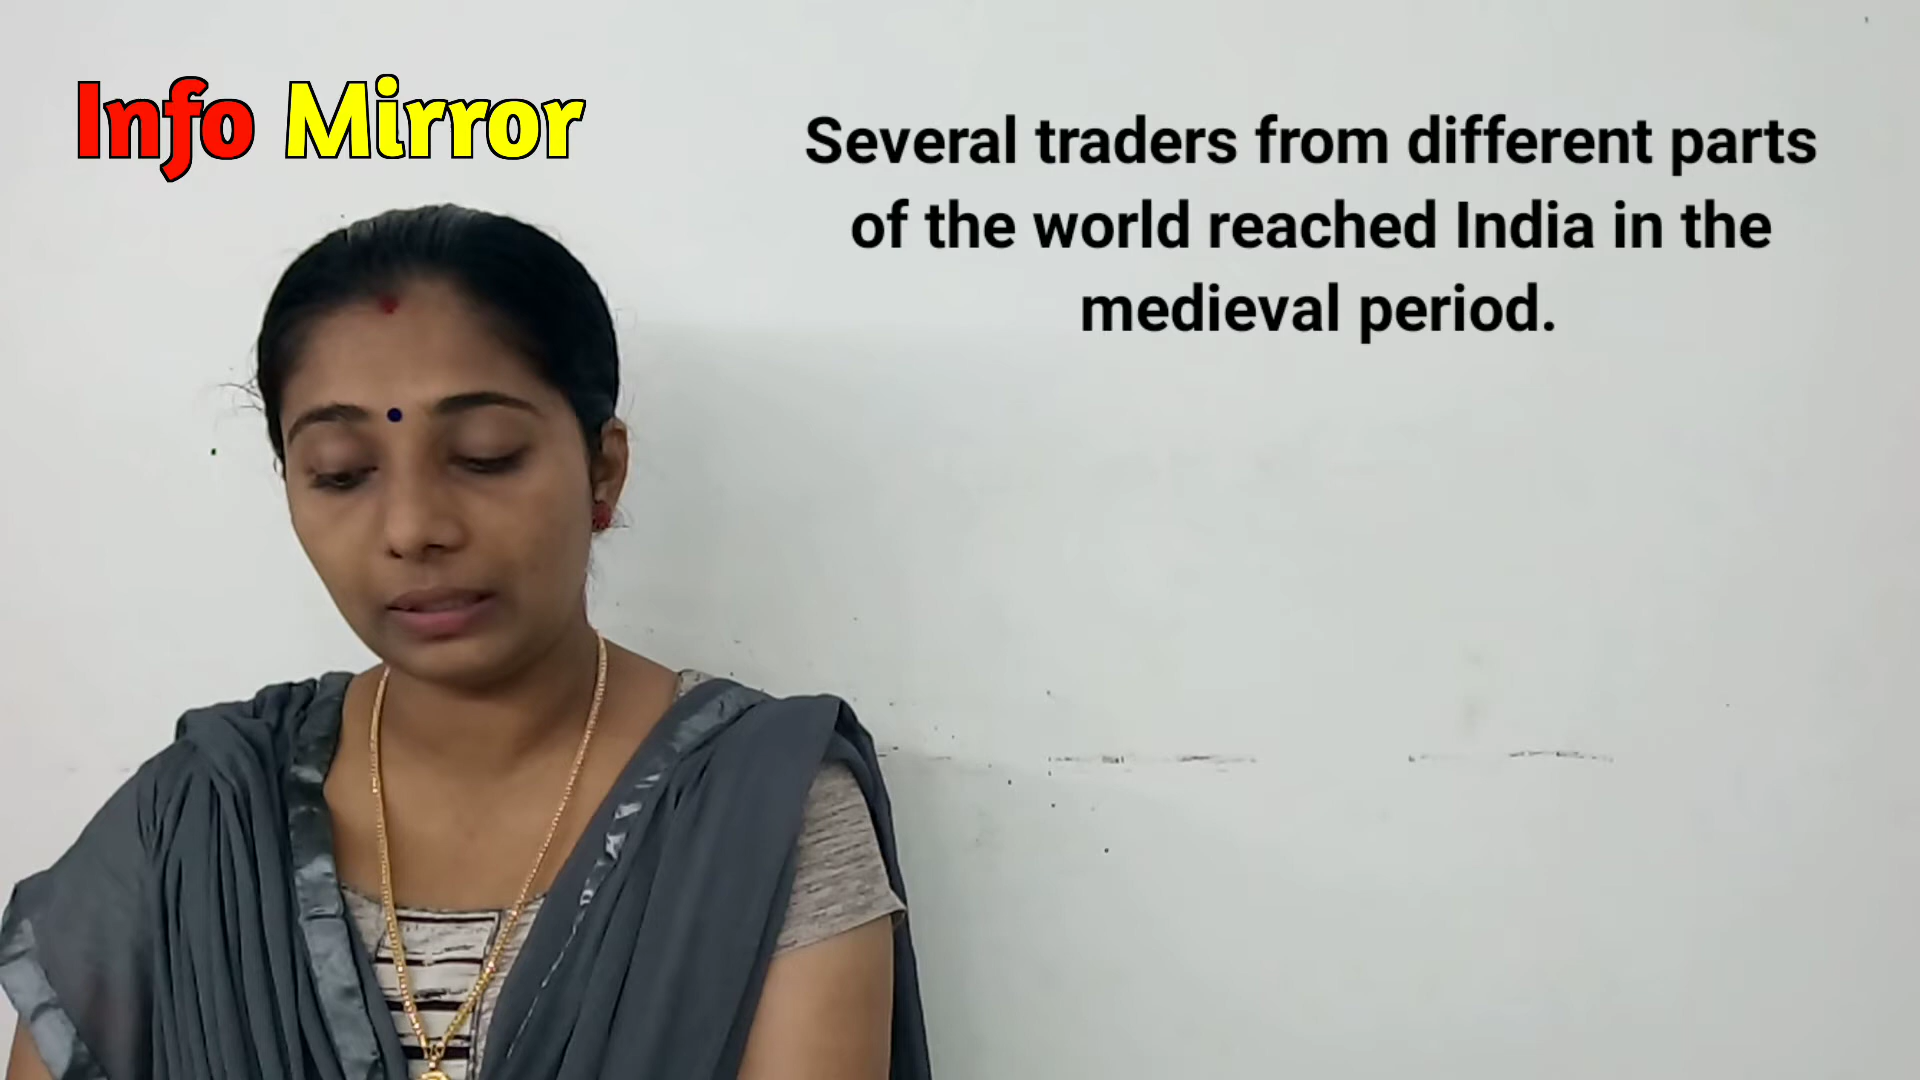 Info Mirror
Several traders from different parts
of the world reached India in the
medieval period.